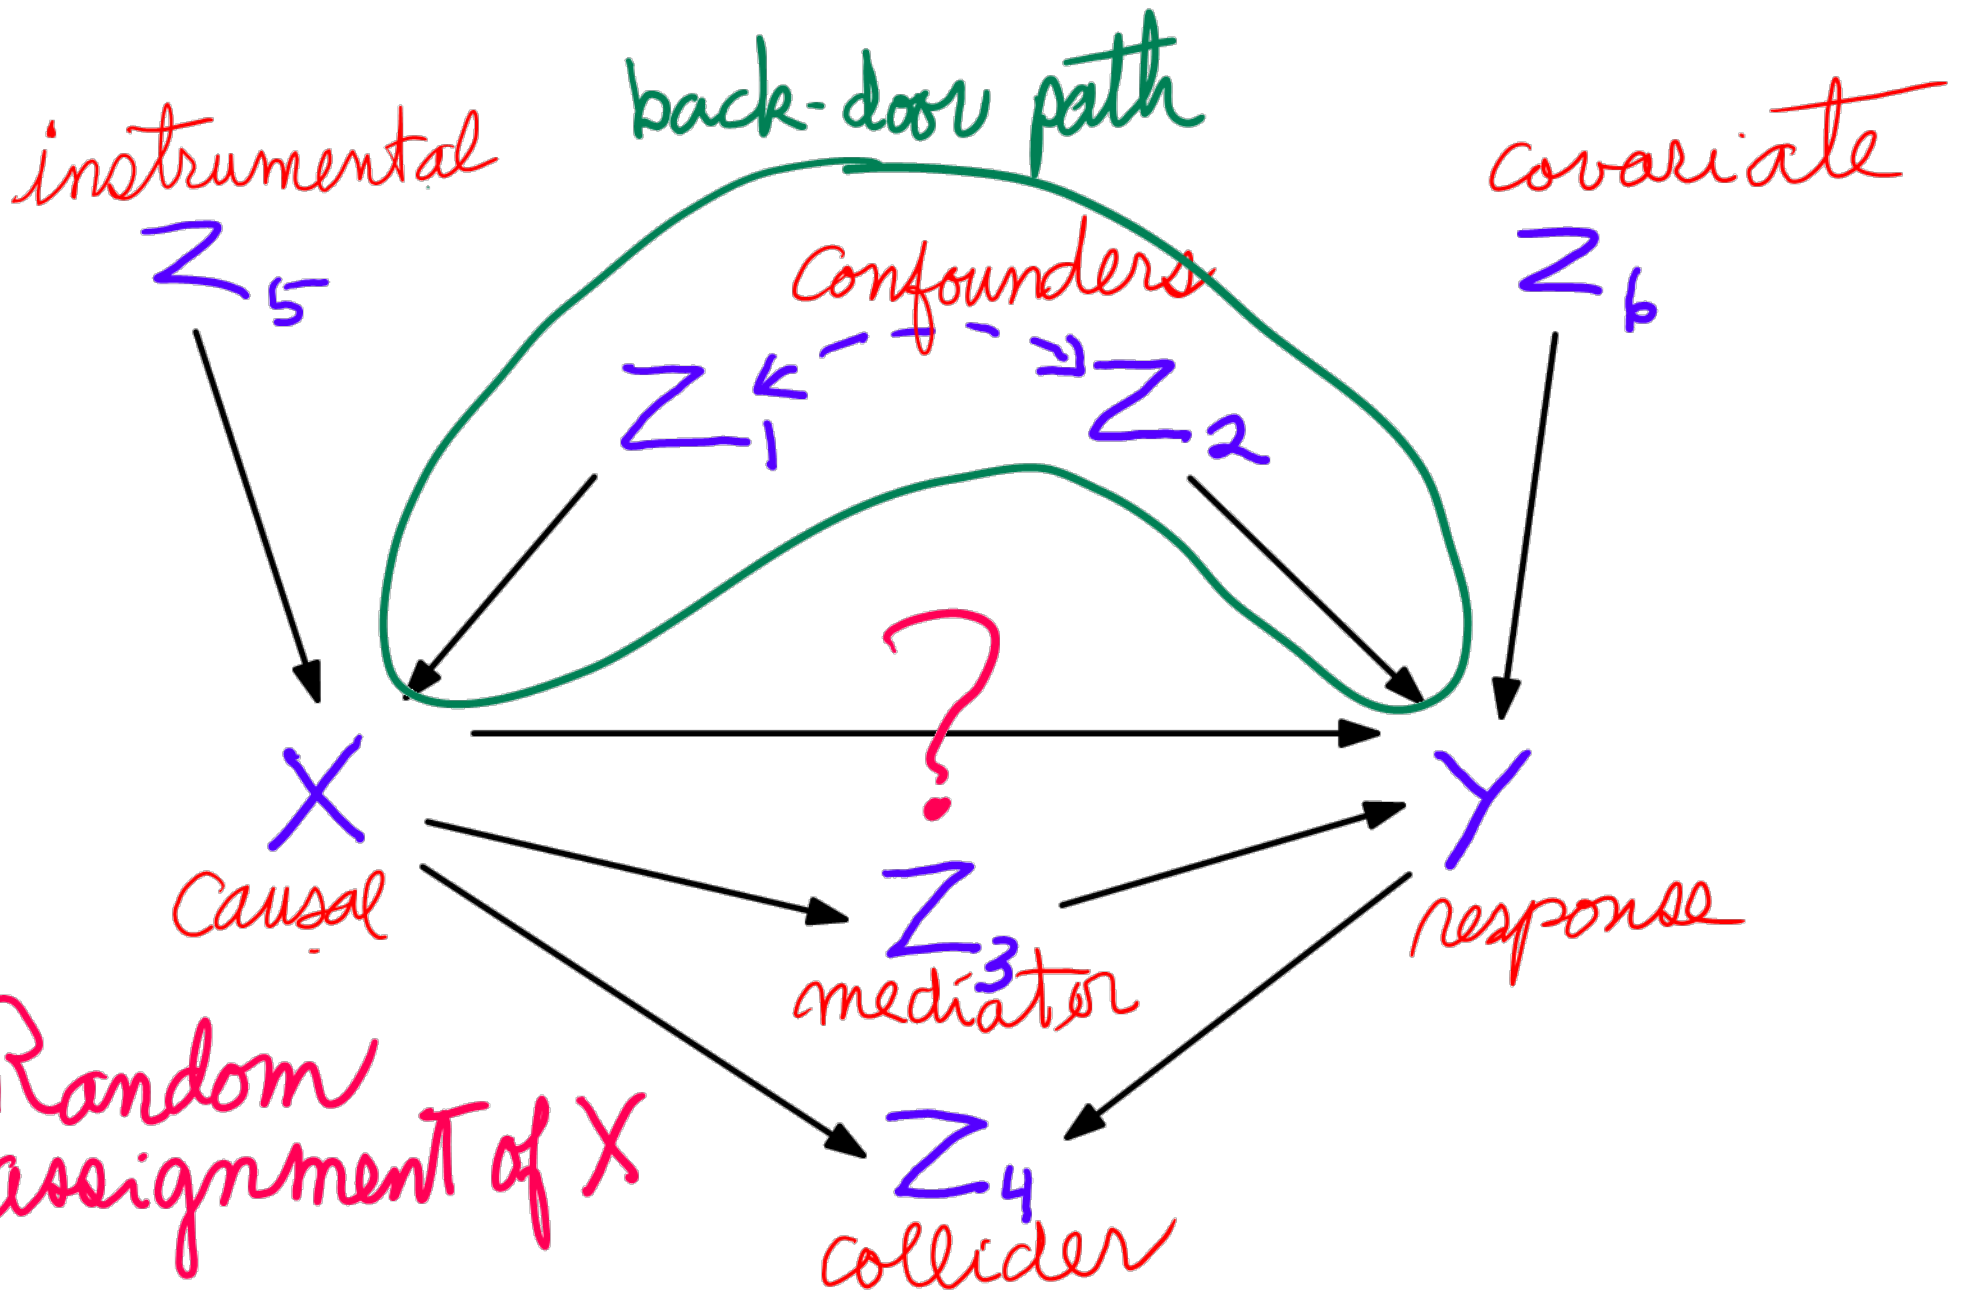 back-door path
instrumental
covariate
Z5
Z6
confounders
Z1
Z2
?
X
Y
causal
response
Z3
mediator
Random
assignment of X
Z4
collider